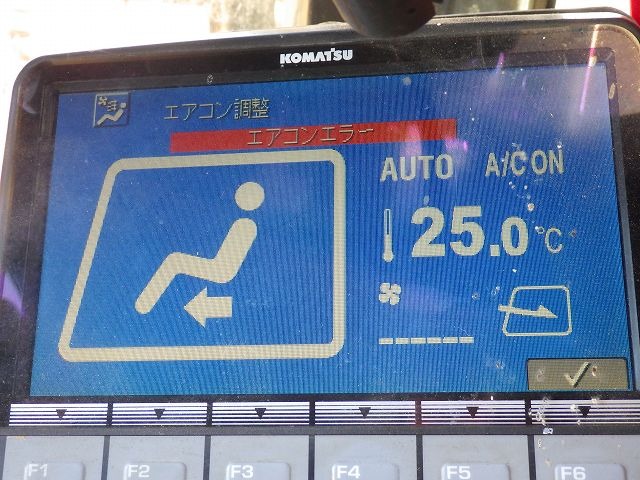 KOMATSU
エアコン調整
エアコンエラー
AUTO A/C ON
25.0℃
------
F1 F2 F3 F4 F5 F6